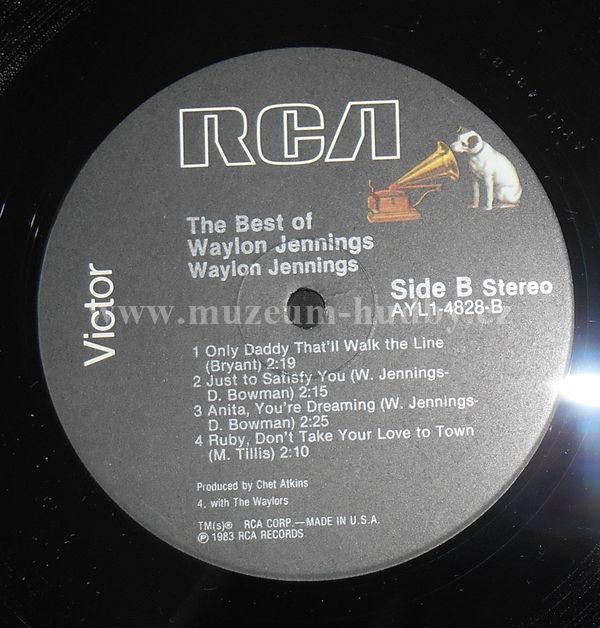 RCA
The Best of
Waylon Jennings
Waylon Jennings
Victor
Side B Stereo
AYL1-4828-B
www.muzeum-hudby.cz
1 Only Daddy That'll Walk the Line
(Bryant) 2:19
2 Just to Satisfy You (W. Jennings-
D. Bowman) 2:15
3 Anita, You're Dreaming (W. Jennings-
D. Bowman) 2:25
4 Ruby, Don't Take Your Love to Town
(M. Tillis) 2:10
Produced by Chet Atkins
4, with The Waylors
TM(s)® RCA CORP.—MADE IN U.S.A.
℗ 1983 RCA RECORDS